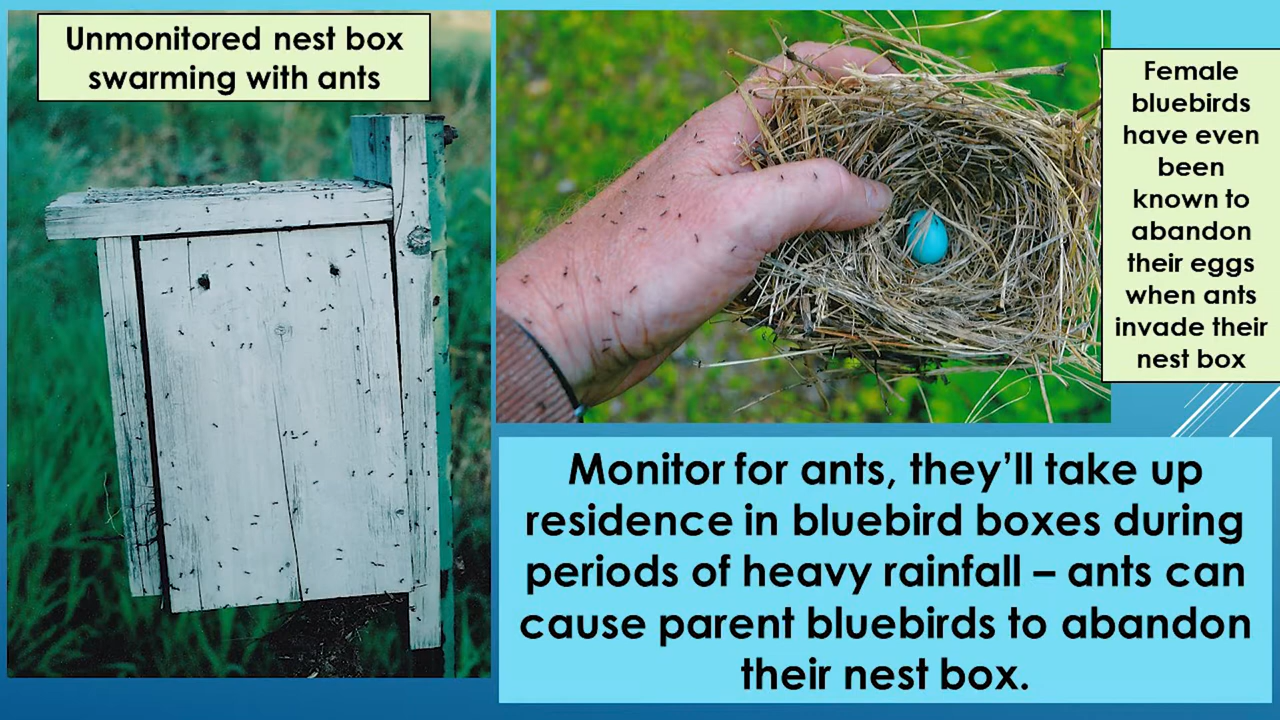 Unmonitored nest box
swarming with ants
Female
bluebirds
have even
been
known to
abandon
their eggs
when ants
invade their
nest box
Monitor for ants, they’ll take up
residence in bluebird boxes during
periods of heavy rainfall – ants can
cause parent bluebirds to abandon
their nest box.